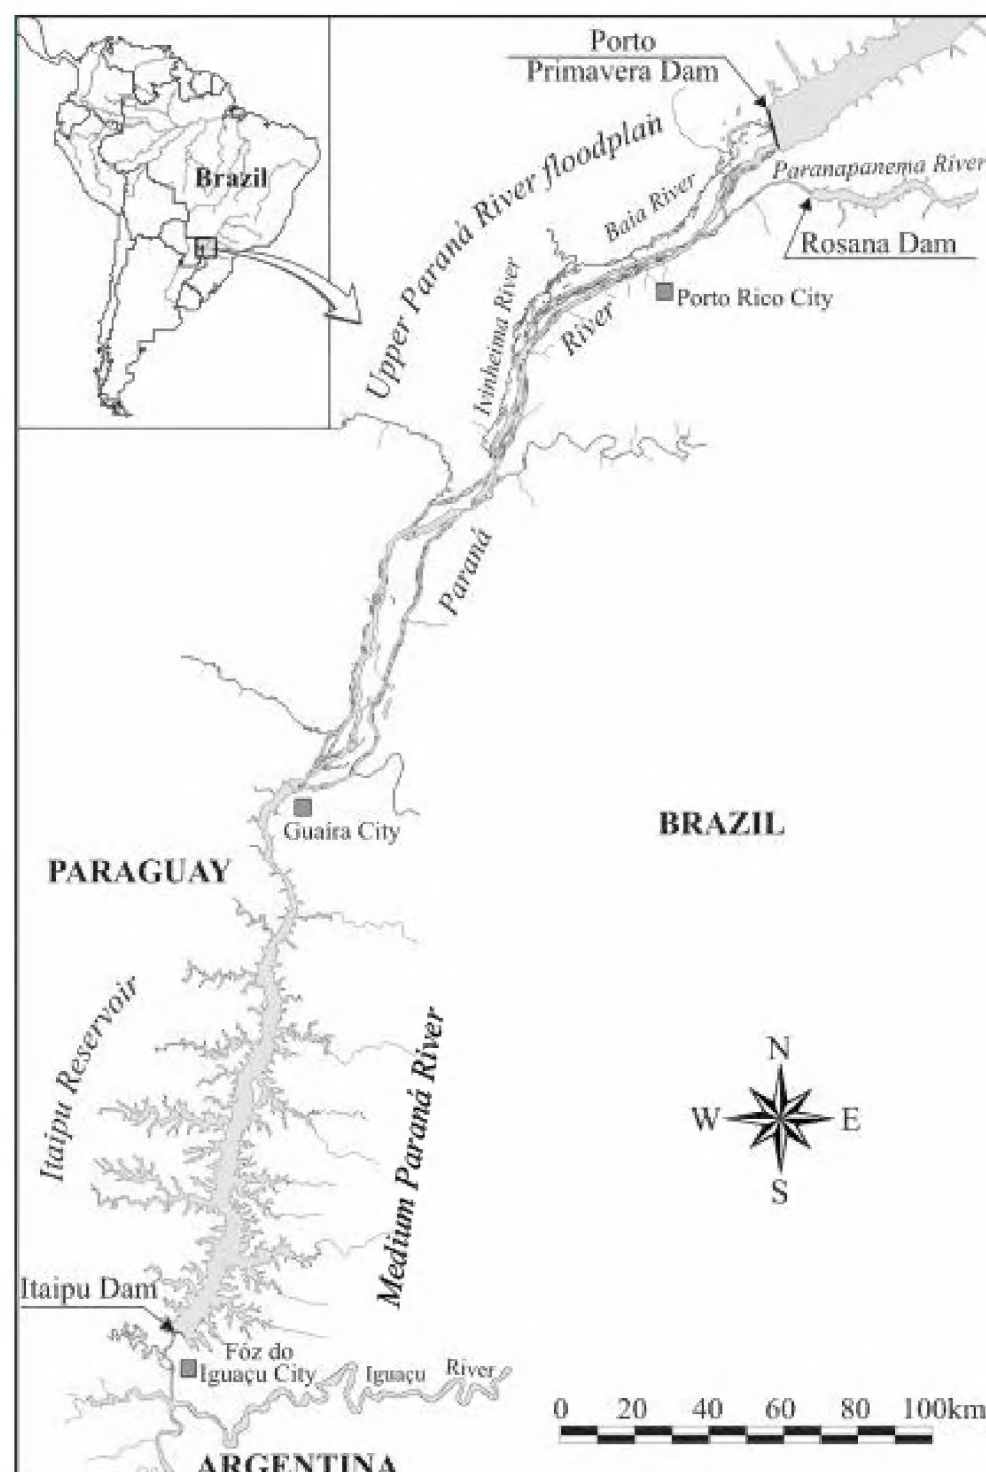 Porto
Primavera Dam
Brazil
Upper Paraná River floodplain
Baia River
Paranapanema River
Rosana Dam
Porto Rico City
Ivinheima River
River
Paraná
Guaíra City
BRAZIL
PARAGUAY
Itaipu Reservoir
Medium Paraná River
N
W E
S
Itaipu Dam
Fóz do
Iguaçu City
Iguaçu River
0 20 40 60 80 100km
ARGENTINA